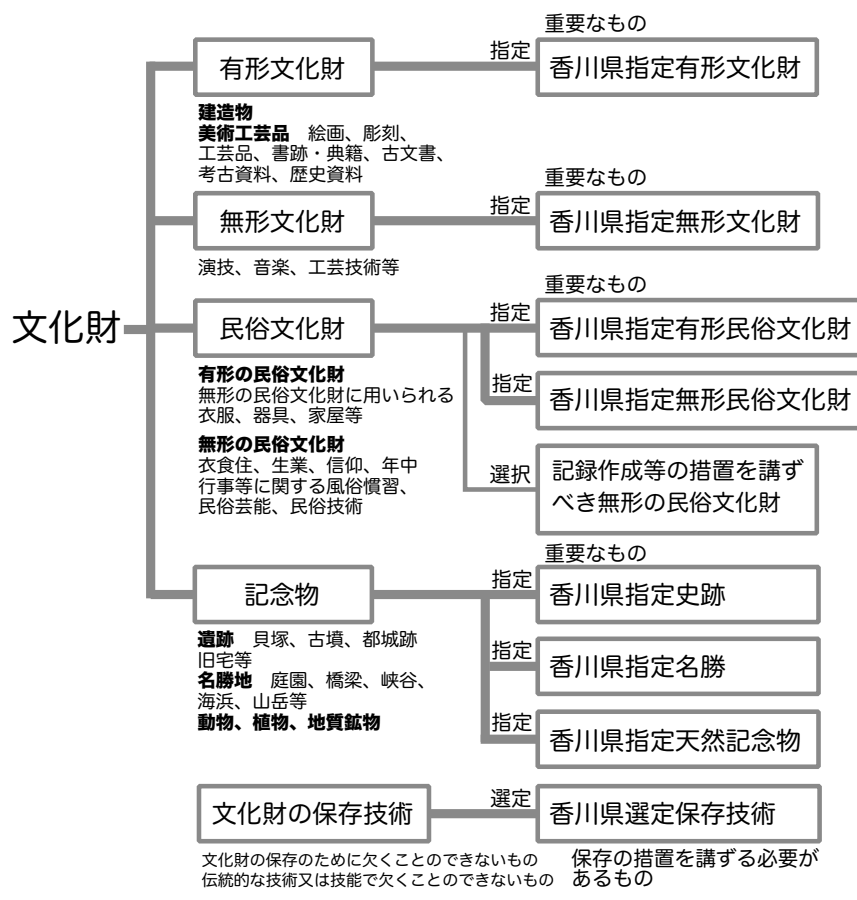 文化財
有形文化財
建造物
美術工芸品　絵画、彫刻、
工芸品、書跡・典籍、古文書、
考古資料、歴史資料
指定
重要なもの
香川県指定有形文化財
無形文化財
演技、音楽、工芸技術等
指定
重要なもの
香川県指定無形文化財
民俗文化財
有形の民俗文化財
無形の民俗文化財に用いられる
衣服、器具、家屋等
無形の民俗文化財
衣食住、生業、信仰、年中
行事等に関する風俗慣習、
民俗芸能、民俗技術
重要なもの
指定
香川県指定有形民俗文化財
指定
香川県指定無形民俗文化財
選択
記録作成等の措置を講ず
べき無形の民俗文化財
記念物
遺跡　貝塚、古墳、都城跡
旧宅等
名勝地　庭園、橋梁、峡谷、
海浜、山岳等
動物、植物、地質鉱物
重要なもの
指定
香川県指定史跡
指定
香川県指定名勝
指定
香川県指定天然記念物
文化財の保存技術
文化財の保存のために欠くことのできないもの
伝統的な技術又は技能で欠くことのできないもの
選定
香川県選定保存技術
保存の措置を講ずる必要が
あるもの